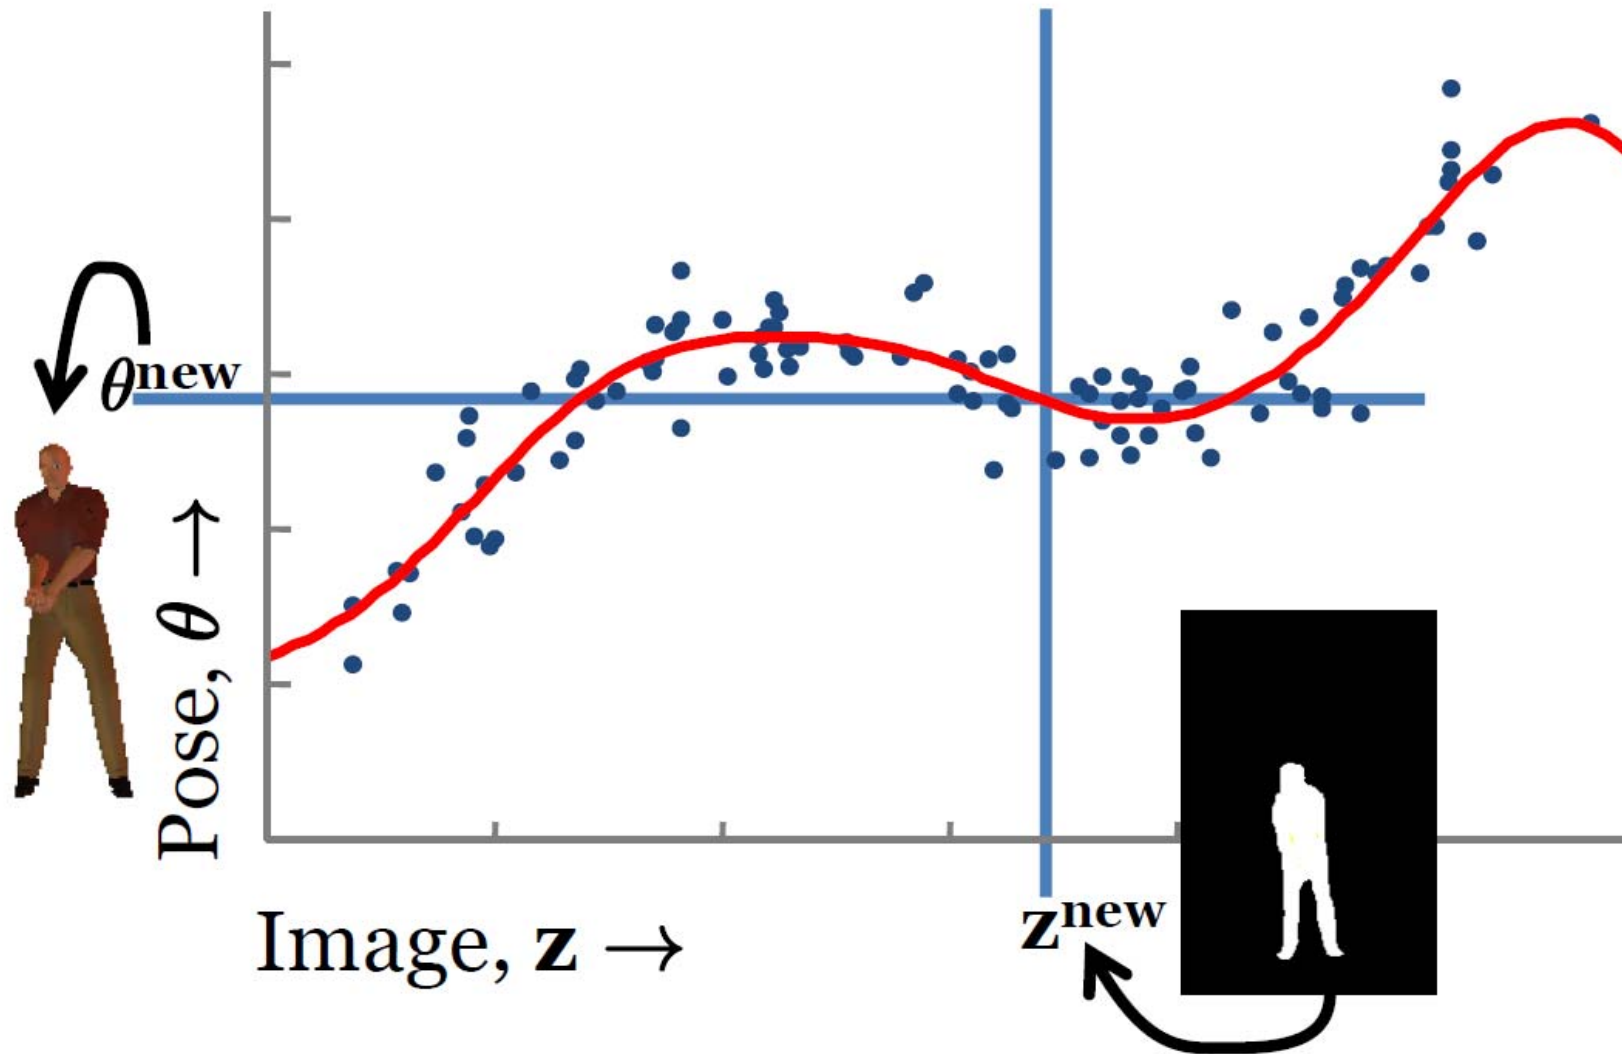 θnew
Pose, θ →
Image, z →
znew